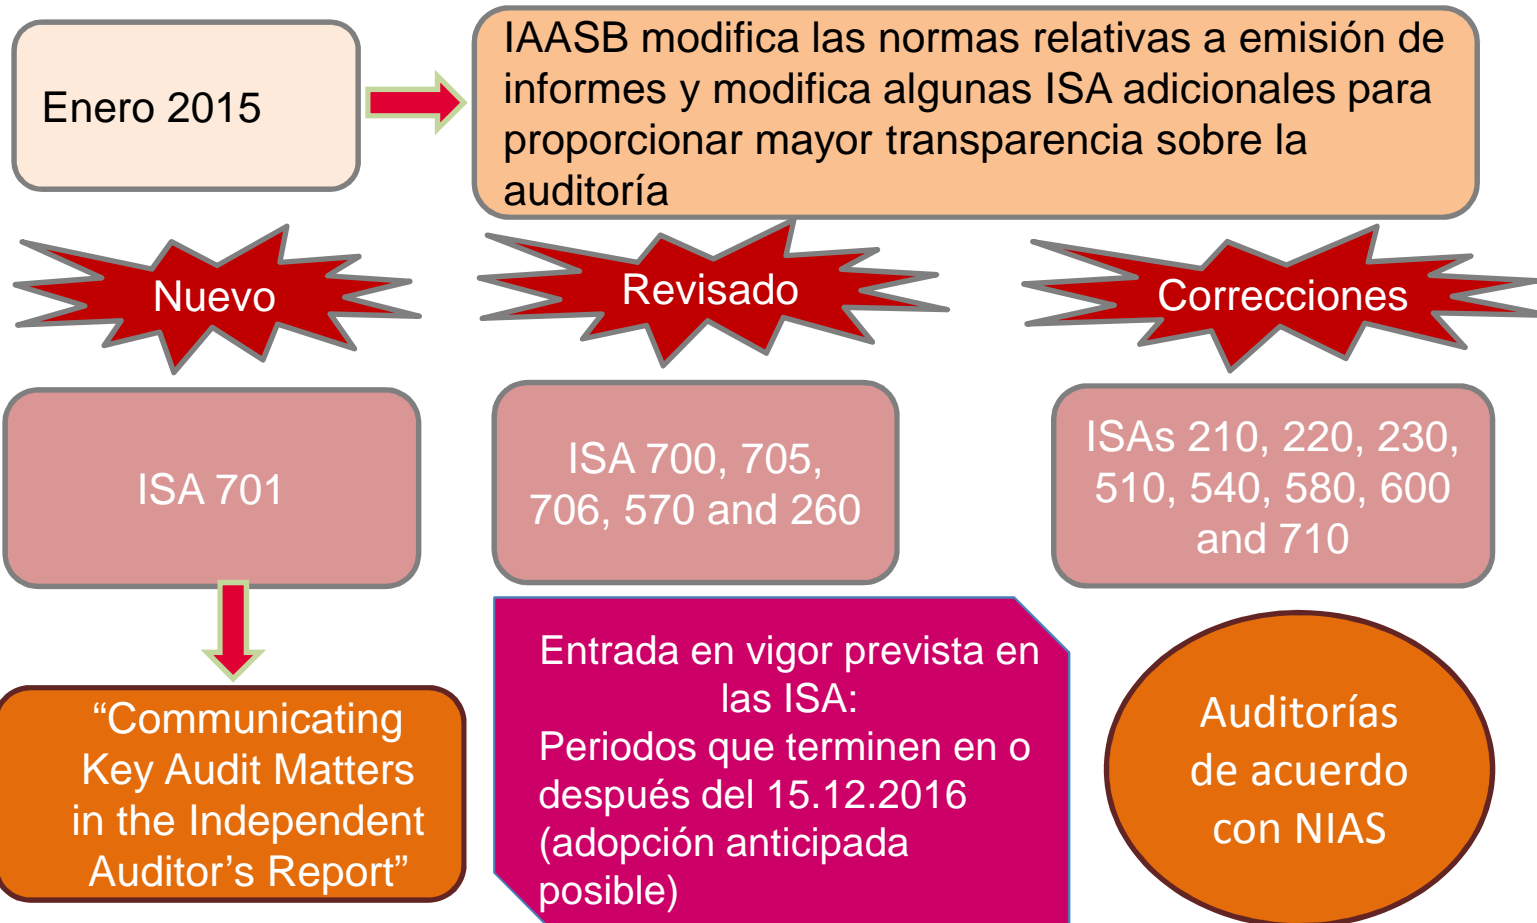 Enero 2015
IAASB modifica las normas relativas a emisión de
informes y modifica algunas ISA adicionales para
proporcionar mayor transparencia sobre la
auditoría
Nuevo
Revisado
Correcciones
ISA 701
ISA 700, 705,
706, 570 and 260
ISAs 210, 220, 230,
510, 540, 580, 600
and 710
“Communicating
Key Audit Matters
in the Independent
Auditor’s Report”
Entrada en vigor prevista en
las ISA:
Periodos que terminen en o
después del 15.12.2016
(adopción anticipada
posible)
Auditorías
de acuerdo
con NIAS